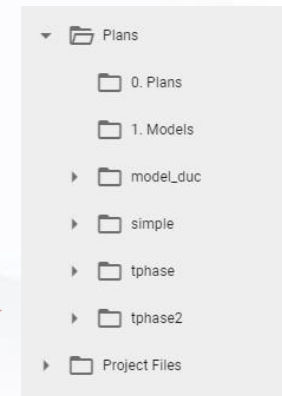 Plans
0. Plans
1. Models
model_duc
simple
tphase
tphase2
Project Files